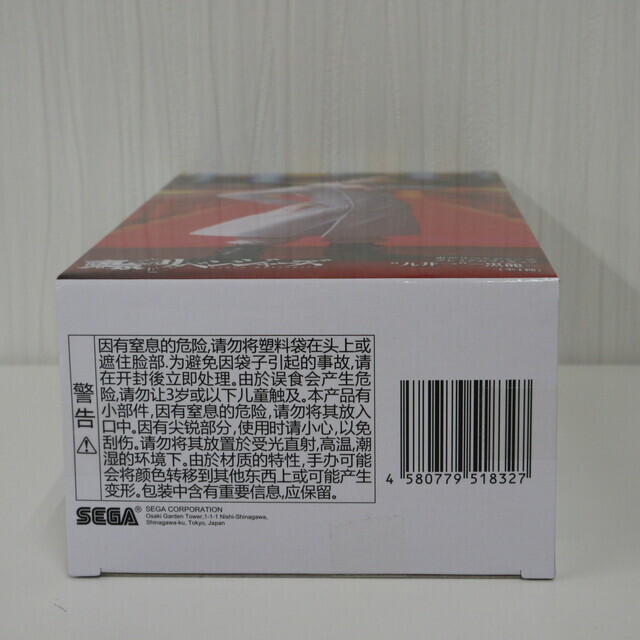 因有窒息的危险,请勿将塑料袋在头上或
遮住脸部.为避免因袋子引起的事故,请
在开封後立即处理。由於误食会产生危
险,请勿让3岁或以下儿童触及。本产品有
小部件,因有窒息的危险,请勿将其放入
口中。因有尖锐部分,使用时请小心,以免
刮伤。请勿将其放置於受光直射,高温,潮
湿的环境下。由於材质的特性,手办可能
会将颜色转移到其他东西上或可能产生
变形。包装中含有重要信息,应保留。
警告
4 580779 518327
SEGA
SEGA CORPORATION
Osaki Garden Tower,1-1-1 Nishi-Shinagawa,
Shinagawa-ku, Tokyo, Japan